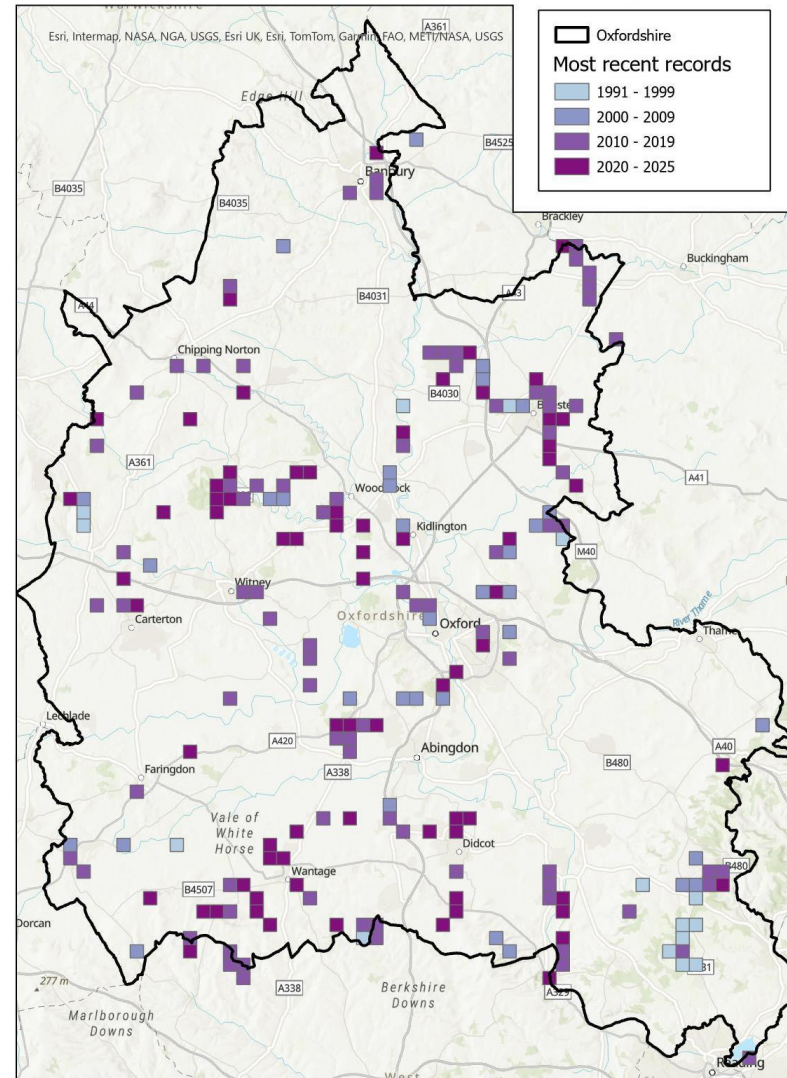 Warwickshire
A361
Esri, Intermap, NASA, NGA, USGS, Esri UK, Esri, TomTom, Garmin, FAO, METI/NASA, USGS
Oxfordshire
Most recent records
1991 - 1999
2000 - 2009
2010 - 2019
2020 - 2025
Edge Hill
B4525
Banbury
B4035
B4035
Brackley
Buckingham
A43
B4031
A44
Chipping Norton
B4030
A361
A41
Kidlington
M40
Witney
Oxfordshire
Carterton
Oxford
River Thame
Thame
Lechlade
A420
A40
Abingdon
B480
A338
Faringdon
Vale of
White
Horse
Didcot
B480
Wantage
B4507
Dorcan
277 m
A338
Berkshire
Downs
A329
Marlborough
Downs
West